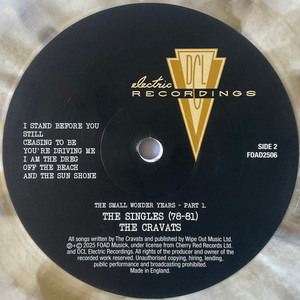 DCL
electric
RECORDINGS
I STAND BEFORE YOU
STILL
CEASING TO BE
YOU'RE DRIVING ME
I AM THE DREG
OFF THE BEACH
AND THE SUN SHONE
SIDE 2
FOAD2506
THE SMALL WONDER YEARS - PART 1.
THE SINGLES (78-81)
THE CRAVATS
All songs written by The Cravats and published by Wipe Out Music Ltd.
℗ © 2025 FOAD Musick, under license from Cherry Red Records Ltd.
and DCL Electric Recordings. All rights of the producer and of the owner of the
recorded work reserved. Unauthorised copying, hiring, lending,
public performance and broadcasting prohibited.
Made in England.